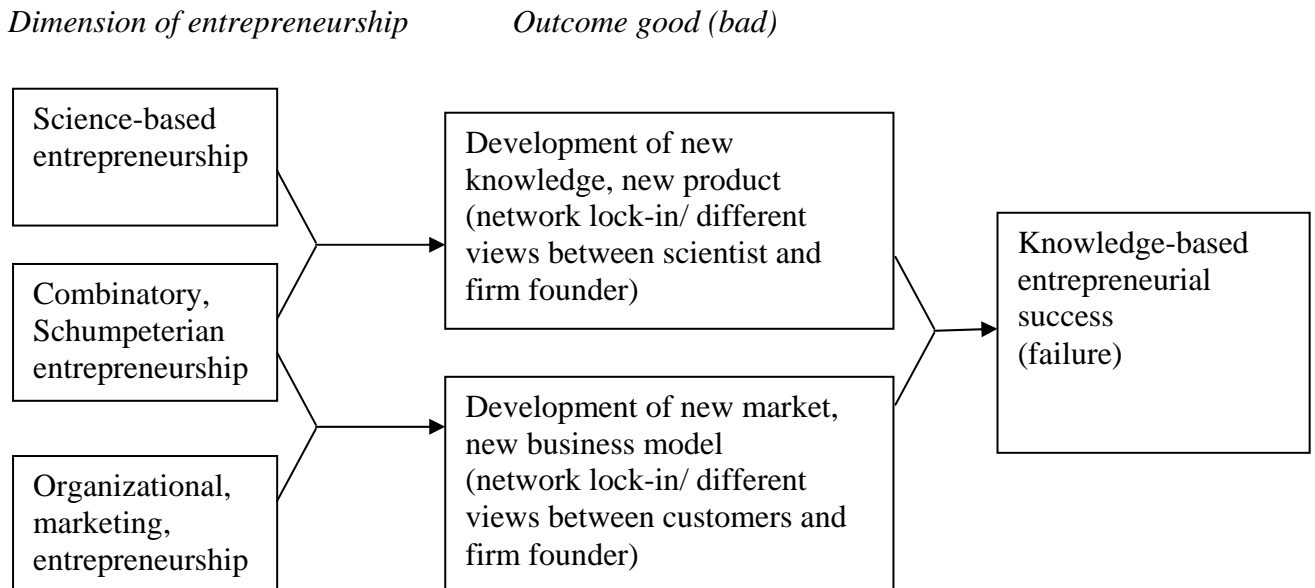 Dimension of entrepreneurship
Outcome good (bad)
Science-based
entrepreneurship
Combinatory,
Schumpeterian
entrepreneurship
Organizational,
marketing,
entrepreneurship
Development of new
knowledge, new product
(network lock-in/ different
views between scientist and
firm founder)
Development of new market,
new business model
(network lock-in/ different
views between customers and
firm founder)
Knowledge-based
entrepreneurial
success
(failure)